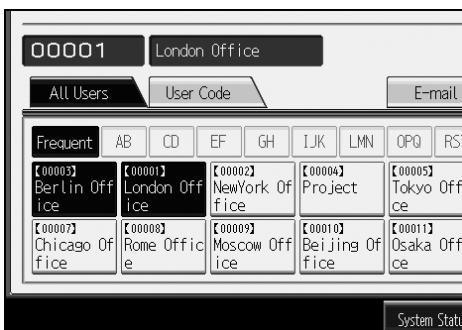 00001 London Office
All Users User Code E-mail
Frequent AB CD EF GH IJK LMN OPQ RST
【00003】 【00001】 【00002】 【00004】 【00005】
Berlin Off London Off NewYork Of Project Tokyo Off
ice ice ffice ce
【00007】 【00008】 【00009】 【00010】 【00011】
Chicago Of Rome Offic Moscow Off Beijing Of Osaka Off
fice e ice fice ce
System Statu